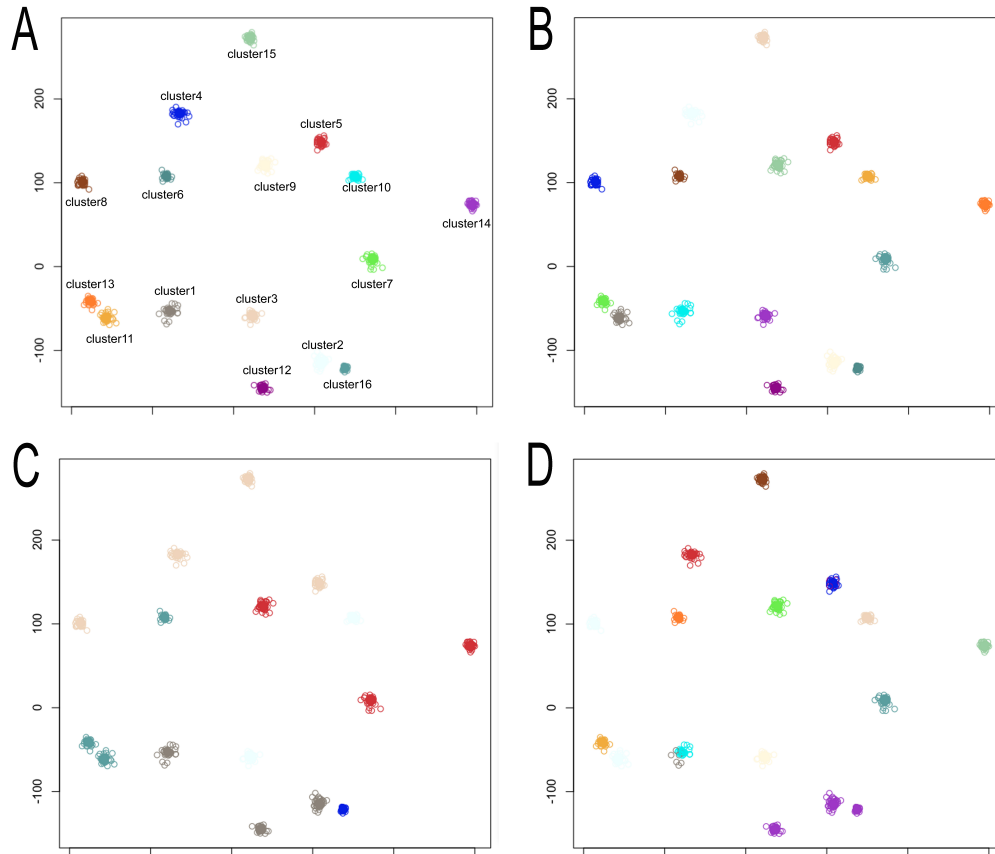 A
B
cluster15
cluster4
200
200
cluster5
cluster9
cluster10
cluster6
100
100
cluster8
cluster14
0
0
cluster7
cluster13
cluster1
cluster3
cluster11
cluster2
-100
-100
cluster12
cluster16
C
D
200
200
100
100
0
0
-100
-100